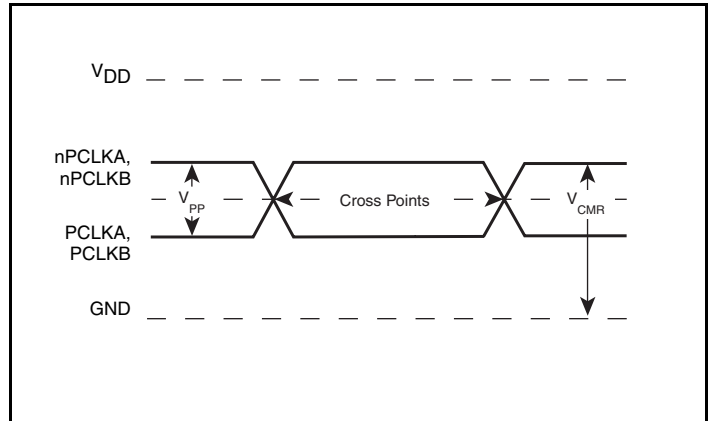 VDD
nPCLKA,
nPCLKB
VPP
Cross Points
VCMR
PCLKA,
PCLKB
GND